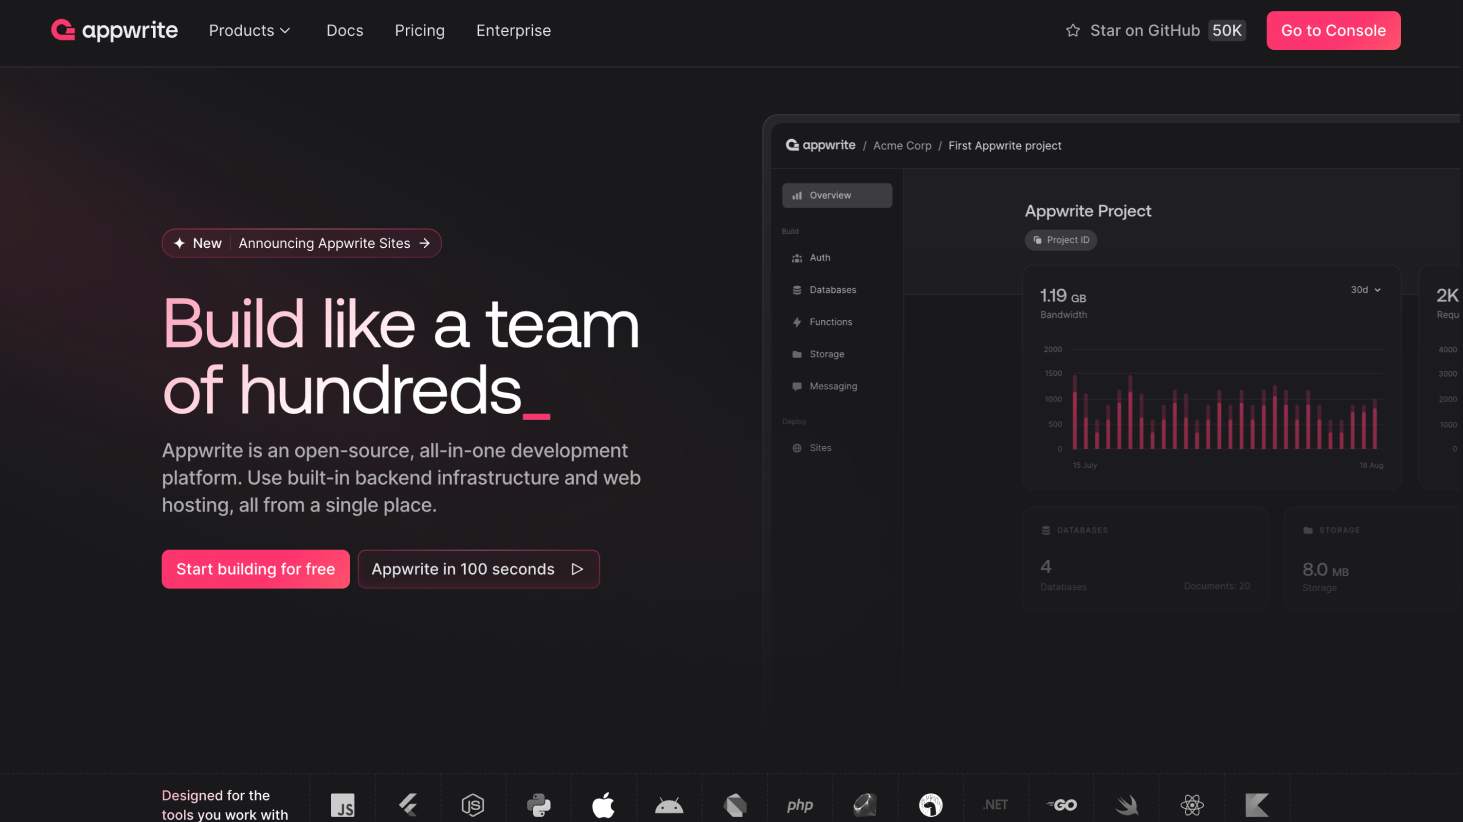 appwrite
Products
Docs
Pricing
Enterprise
Star on GitHub 50K
Go to Console
New Announcing Appwrite Sites →
Build like a team
of hundreds_
Appwrite is an open-source, all-in-one development
platform. Use built-in backend infrastructure and web
hosting, all from a single place.
Start building for free
Appwrite in 100 seconds
appwrite / Acme Corp / First Appwrite project
Overview
Build
Auth
Databases
Functions
Storage
Messaging
Deploy
Sites
Appwrite Project
Project ID
1.19 GB
Bandwidth
30d
2000
1500
1000
500
0
15 July
16 Aug
2K
Requ
4000
3000
2000
1000
0
DATABASES
4
Databases
Documents: 20
STORAGE
8.0 MB
Storage
Designed for the
tools you work with
JS
JS
php
.NET
GO